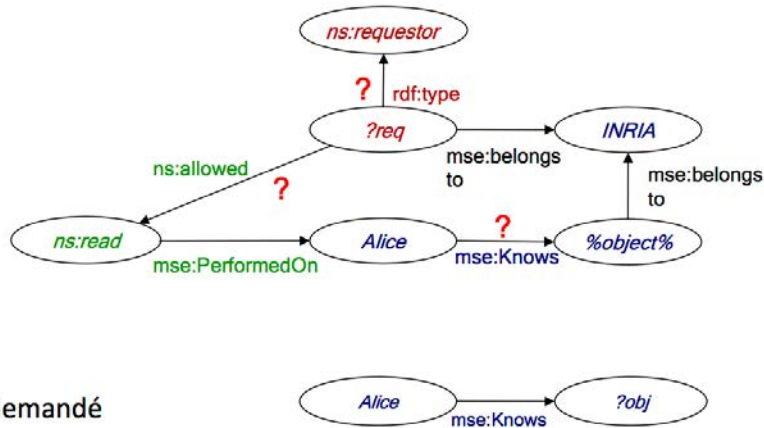 ns:requestor
?
rdf:type
?req
INRIA
mse:belongs
to
ns:allowed
?
mse:belongs
to
?
ns:read
mse:PerformedOn
Alice
mse:Knows
%object%
emandé
Alice
mse:Knows
?obj